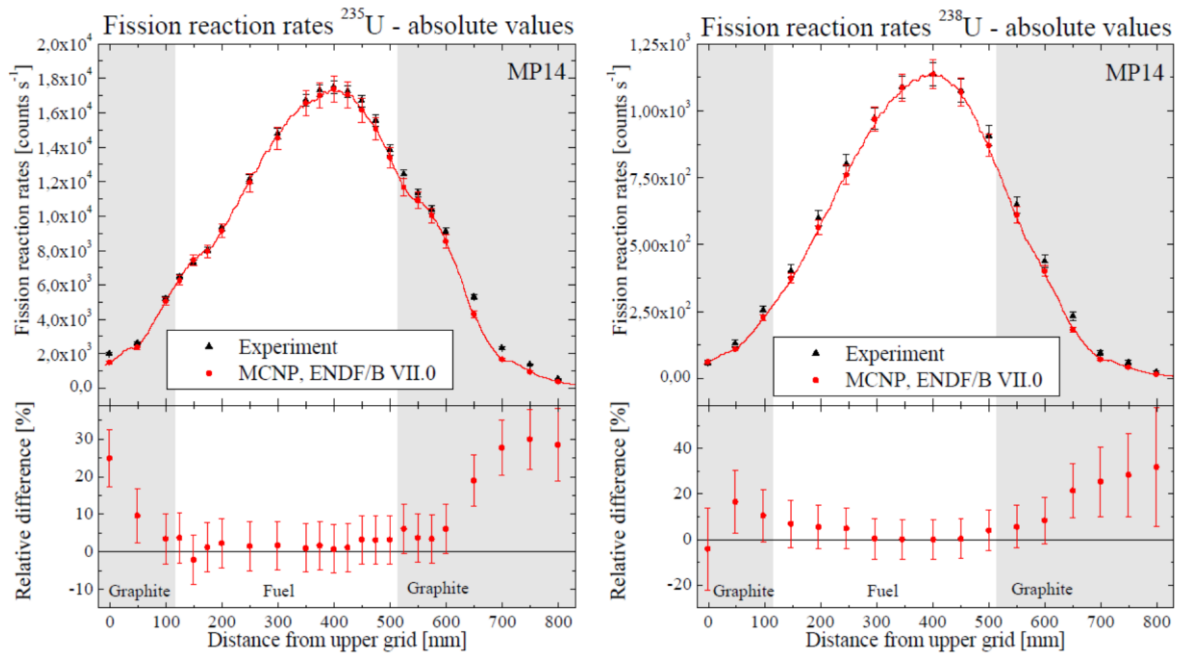 Fission reaction rates ²³⁵U - absolute values
MP14
Fission reaction rates [counts s⁻¹]
2,0x10⁴
1,8x10⁴
1,6x10⁴
1,4x10⁴
1,2x10⁴
1,0x10⁴
8,0x10³
6,0x10³
4,0x10³
2,0x10³
0,0
Experiment
MCNP, ENDF/B VII.0
Relative difference [%]
30
20
10
0
-10
Graphite
Fuel
Graphite
0 100 200 300 400 500 600 700 800
Distance from upper grid [mm]
Fission reaction rates ²³⁸U - absolute values
MP14
Fission reaction rates [counts s⁻¹]
1,25x10³
1,00x10³
7,50x10²
5,00x10²
2,50x10²
0,00
Experiment
MCNP, ENDF/B VII.0
Relative difference [%]
40
20
0
-20
Graphite
Fuel
Graphite
0 100 200 300 400 500 600 700 800
Distance from upper grid [mm]